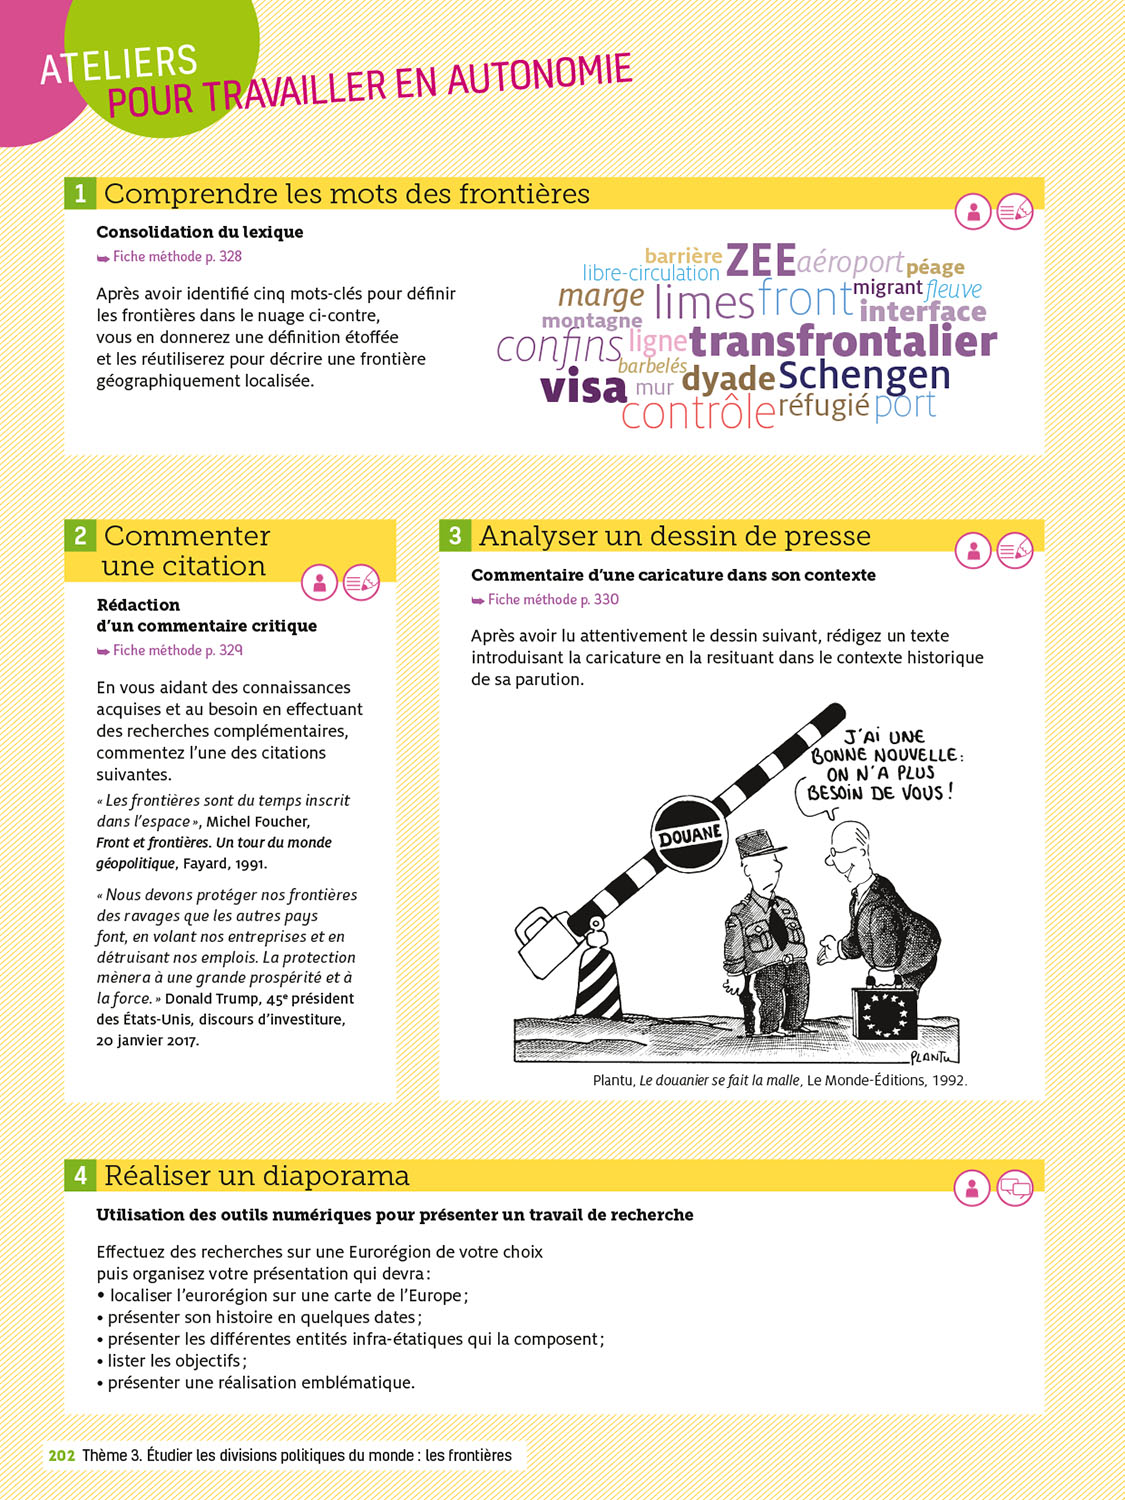 ATELIERS
POUR TRAVAILLER EN AUTONOMIE
1 Comprendre les mots des frontières
Consolidation du lexique
➥ Fiche méthode p. 328
Après avoir identifié cinq mots-clés pour définir
les frontières dans le nuage ci-contre,
vous en donnerez une définition étoffée
et les réutiliserez pour décrire une frontière
géographiquement localisée.
barrière ZEE aéroport péage
libre-circulation migrant fleuve
marge limes front interface
montagne
confins ligne transfrontalier
barbelés
visa mur dyade Schengen
contrôle réfugié port
2 Commenter
une citation
Rédaction
d'un commentaire critique
➥ Fiche méthode p. 329
En vous aidant des connaissances
acquises et au besoin en effectuant
des recherches complémentaires,
commentez l'une des citations
suivantes.
« Les frontières sont du temps inscrit
dans l'espace », Michel Foucher,
Front et frontières. Un tour du monde
géopolitique, Fayard, 1991.
« Nous devons protéger nos frontières
des ravages que les autres pays
font, en volant nos entreprises et en
détruisant nos emplois. La protection
mènera à une grande prospérité et à
la force. » Donald Trump, 45e président
des États-Unis, discours d'investiture,
20 janvier 2017.
3 Analyser un dessin de presse
Commentaire d'une caricature dans son contexte
➥ Fiche méthode p. 330
Après avoir lu attentivement le dessin suivant, rédigez un texte
introduisant la caricature en la resituant dans le contexte historique
de sa parution.
J'AI UNE
BONNE NOUVELLE :
ON N'A PLUS
BESOIN DE VOUS !
DOUANE
PLANTU
Plantu, Le douanier se fait la malle, Le Monde-Éditions, 1992.
4 Réaliser un diaporama
Utilisation des outils numériques pour présenter un travail de recherche
Effectuez des recherches sur une Eurorégion de votre choix
puis organisez votre présentation qui devra :
• localiser l'eurorégion sur une carte de l'Europe ;
• présenter son histoire en quelques dates ;
• présenter les différentes entités infra-étatiques qui la composent ;
• lister les objectifs ;
• présenter une réalisation emblématique.
202 Thème 3. Étudier les divisions politiques du monde : les frontières